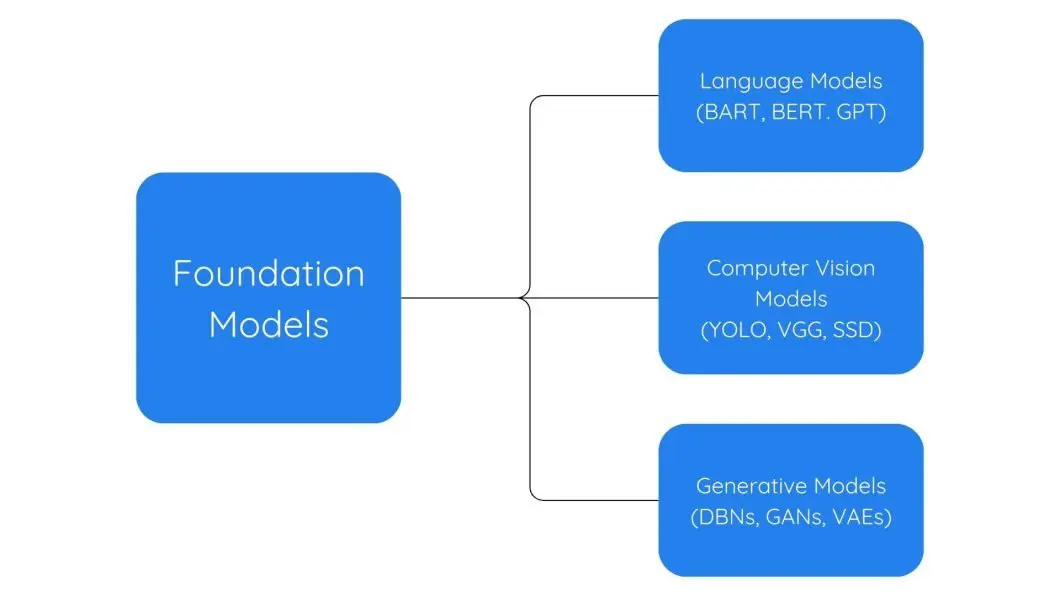 Foundation
Models
Language Models
(BART, BERT. GPT)
Computer Vision
Models
(YOLO, VGG, SSD)
Generative Models
(DBNs, GANs, VAEs)